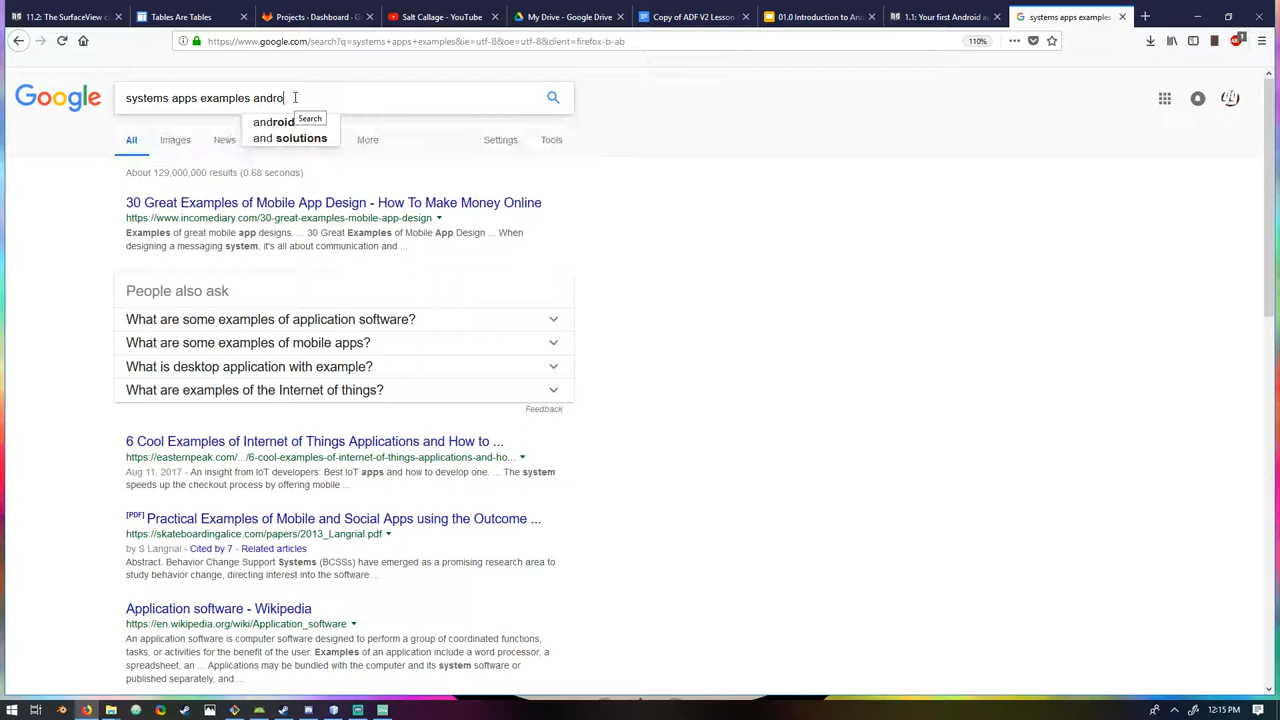 11.2: The SurfaceView c
Tables as Tables
Projects - Dashboard - G
Salt Callage - YouTube
My Drive - Google Drive
Copy of ADF V2 Lesson
01.0 Introduction to An
1.1: Your first Android ap
systems apps examples
https://www.google.com/search?q=systems+apps+examples&ie=utf-8&oe=utf-8&client=firefox-b-ab
110%
Google
systems apps examples andro
Search
android
and solutions
All
Images
News
More
Settings
Tools
About 129,000,000 results (0.68 seconds)
30 Great Examples of Mobile App Design - How To Make Money Online
https://www.incomediary.com/30-great-examples-mobile-app-design
Examples of great mobile app designs. ... 30 Great Examples of Mobile App Design ... When
designing a messaging system, it's all about communication and ...
People also ask
What are some examples of application software?
What are some examples of mobile apps?
What is desktop application with example?
What are examples of the Internet of things?
Feedback
6 Cool Examples of Internet of Things Applications and How to ...
https://easternpeak.com/.../6-cool-examples-of-internet-of-things-applications-and-ho...
Aug 11, 2017 - An insight from IoT developers: Best IoT apps and how to develop one. ... The system
speeds up the checkout process by offering mobile ...
[PDF] Practical Examples of Mobile and Social Apps using the Outcome ...
https://skateboardingalice.com/papers/2013_Langrial.pdf
by S Langrial - Cited by 7 - Related articles
Abstract. Behavior Change Support Systems (BCSSs) have emerged as a promising research area to
study behavior change, directing interest into the software ...
Application software - Wikipedia
https://en.wikipedia.org/wiki/Application_software
An application software is computer software designed to perform a group of coordinated functions,
tasks, or activities for the benefit of the user. Examples of an application include a word processor, a
spreadsheet, an ... Applications may be bundled with the computer and its system software or
published separately, and ...
12:15 PM